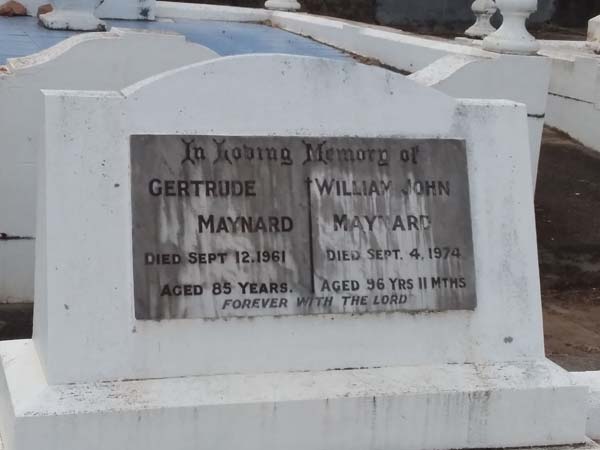 In Loving Memory of
GERTRUDE
MAYNARD
DIED SEPT 12.1961
AGED 85 YEARS.
WILLIAM JOHN
MAYNARD
DIED SEPT. 4, 1974
AGED 96 YRS 11 MTHS
FOREVER WITH THE LORD